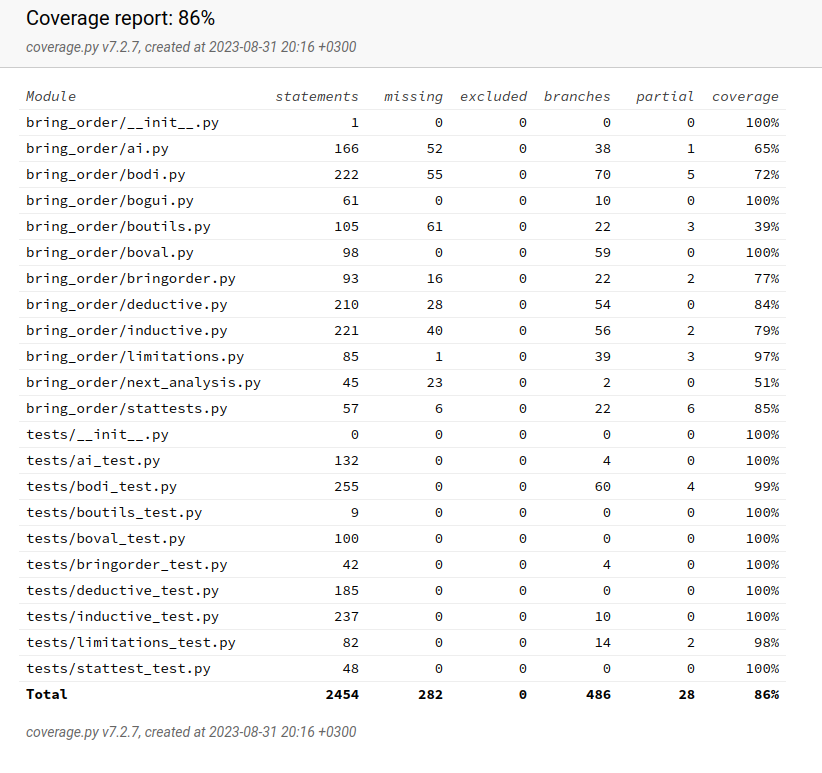 Coverage report: 86%
coverage.py v7.2.7, created at 2023-08-31 20:16 +0300
Module statements missing excluded branches partial coverage
bring_order/__init__.py 1 0 0 0 0 100%
bring_order/ai.py 166 52 0 38 1 65%
bring_order/bodi.py 222 55 0 70 5 72%
bring_order/bogui.py 61 0 0 10 0 100%
bring_order/boutils.py 105 61 0 22 3 39%
bring_order/boval.py 98 0 0 59 0 100%
bring_order/bringorder.py 93 16 0 22 2 77%
bring_order/deductive.py 210 28 0 54 0 84%
bring_order/inductive.py 221 40 0 56 2 79%
bring_order/limitations.py 85 1 0 39 3 97%
bring_order/next_analysis.py 45 23 0 2 0 51%
bring_order/stattests.py 57 6 0 22 6 85%
tests/__init__.py 0 0 0 0 0 100%
tests/ai_test.py 132 0 0 4 0 100%
tests/bodi_test.py 255 0 0 60 4 99%
tests/boutils_test.py 9 0 0 0 0 100%
tests/boval_test.py 100 0 0 0 0 100%
tests/bringorder_test.py 42 0 0 4 0 100%
tests/deductive_test.py 185 0 0 0 0 100%
tests/inductive_test.py 237 0 0 10 0 100%
tests/limitations_test.py 82 0 0 14 2 98%
tests/stattest_test.py 48 0 0 0 0 100%
Total 2454 282 0 486 28 86%
coverage.py v7.2.7, created at 2023-08-31 20:16 +0300